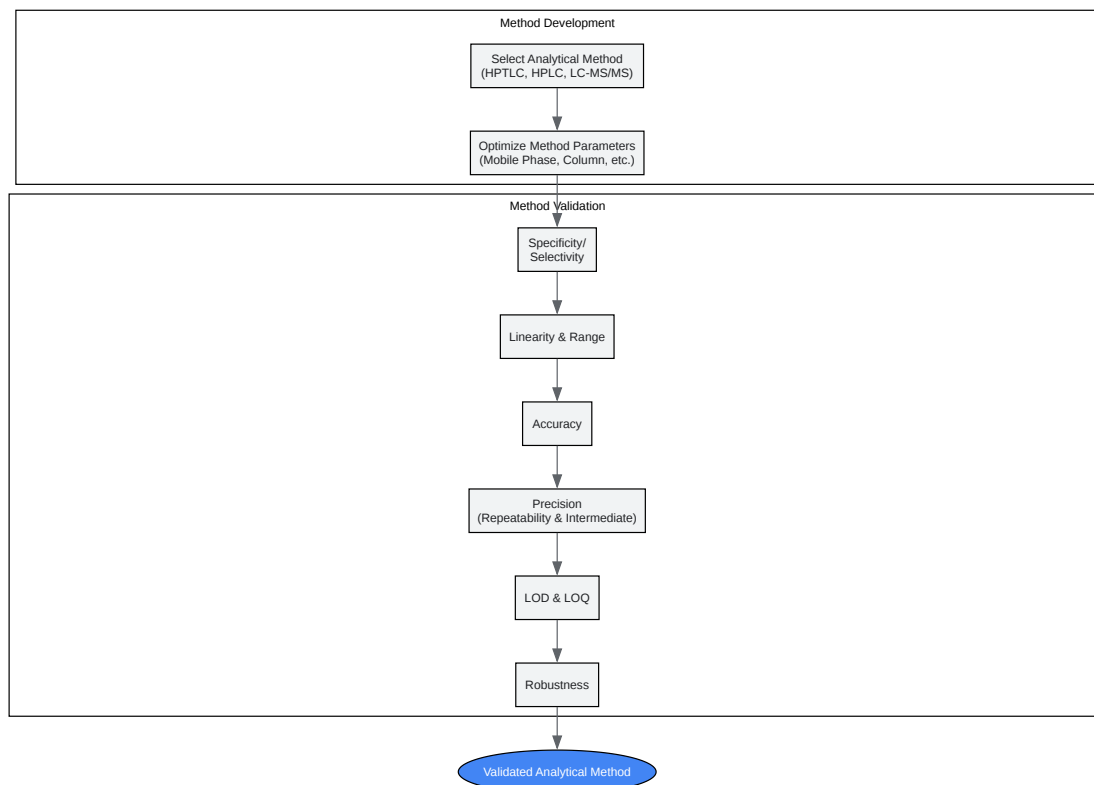 Method Development
Select Analytical Method
(HPTLC, HPLC, LC-MS/MS)
Optimize Method Parameters
(Mobile Phase, Column, etc.)
Method Validation
Specificity/
Selectivity
Linearity & Range
Accuracy
Precision
(Repeatability & Intermediate)
LOD & LOQ
Robustness
Validated Analytical Method